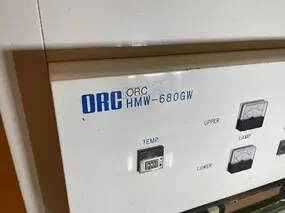 ORC
ORC
HMW-680GW
TEMP
UPPER
LAMP
LOWER